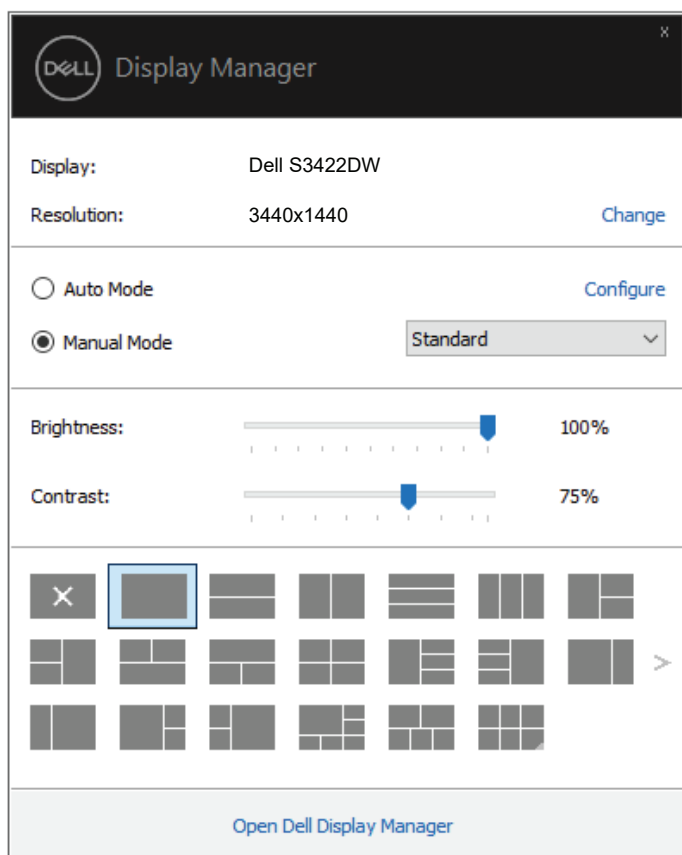 x
DELL Display Manager
Display: Dell S3422DW
Resolution: 3440x1440 Change
Auto Mode Configure
Manual Mode Standard
Brightness: 100%
Contrast: 75%
Open Dell Display Manager